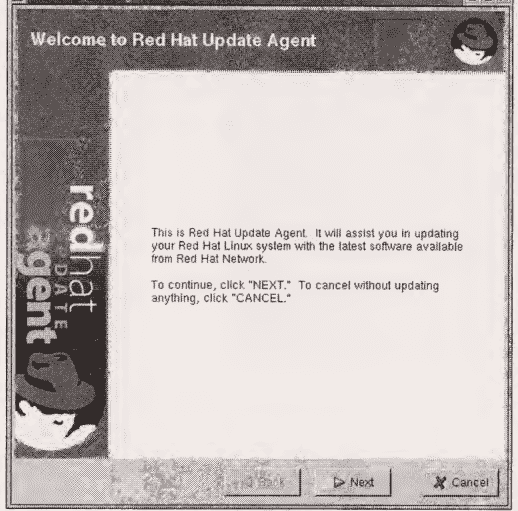 Welcome to Red Hat Update Agent
redhat
DATE
agent
This is Red Hat Update Agent. It will assist you in updating
your Red Hat Linux system with the latest software available
from Red Hat Network.
To continue, click "NEXT." To cancel without updating
anything, click "CANCEL."
Back
Next
Cancel